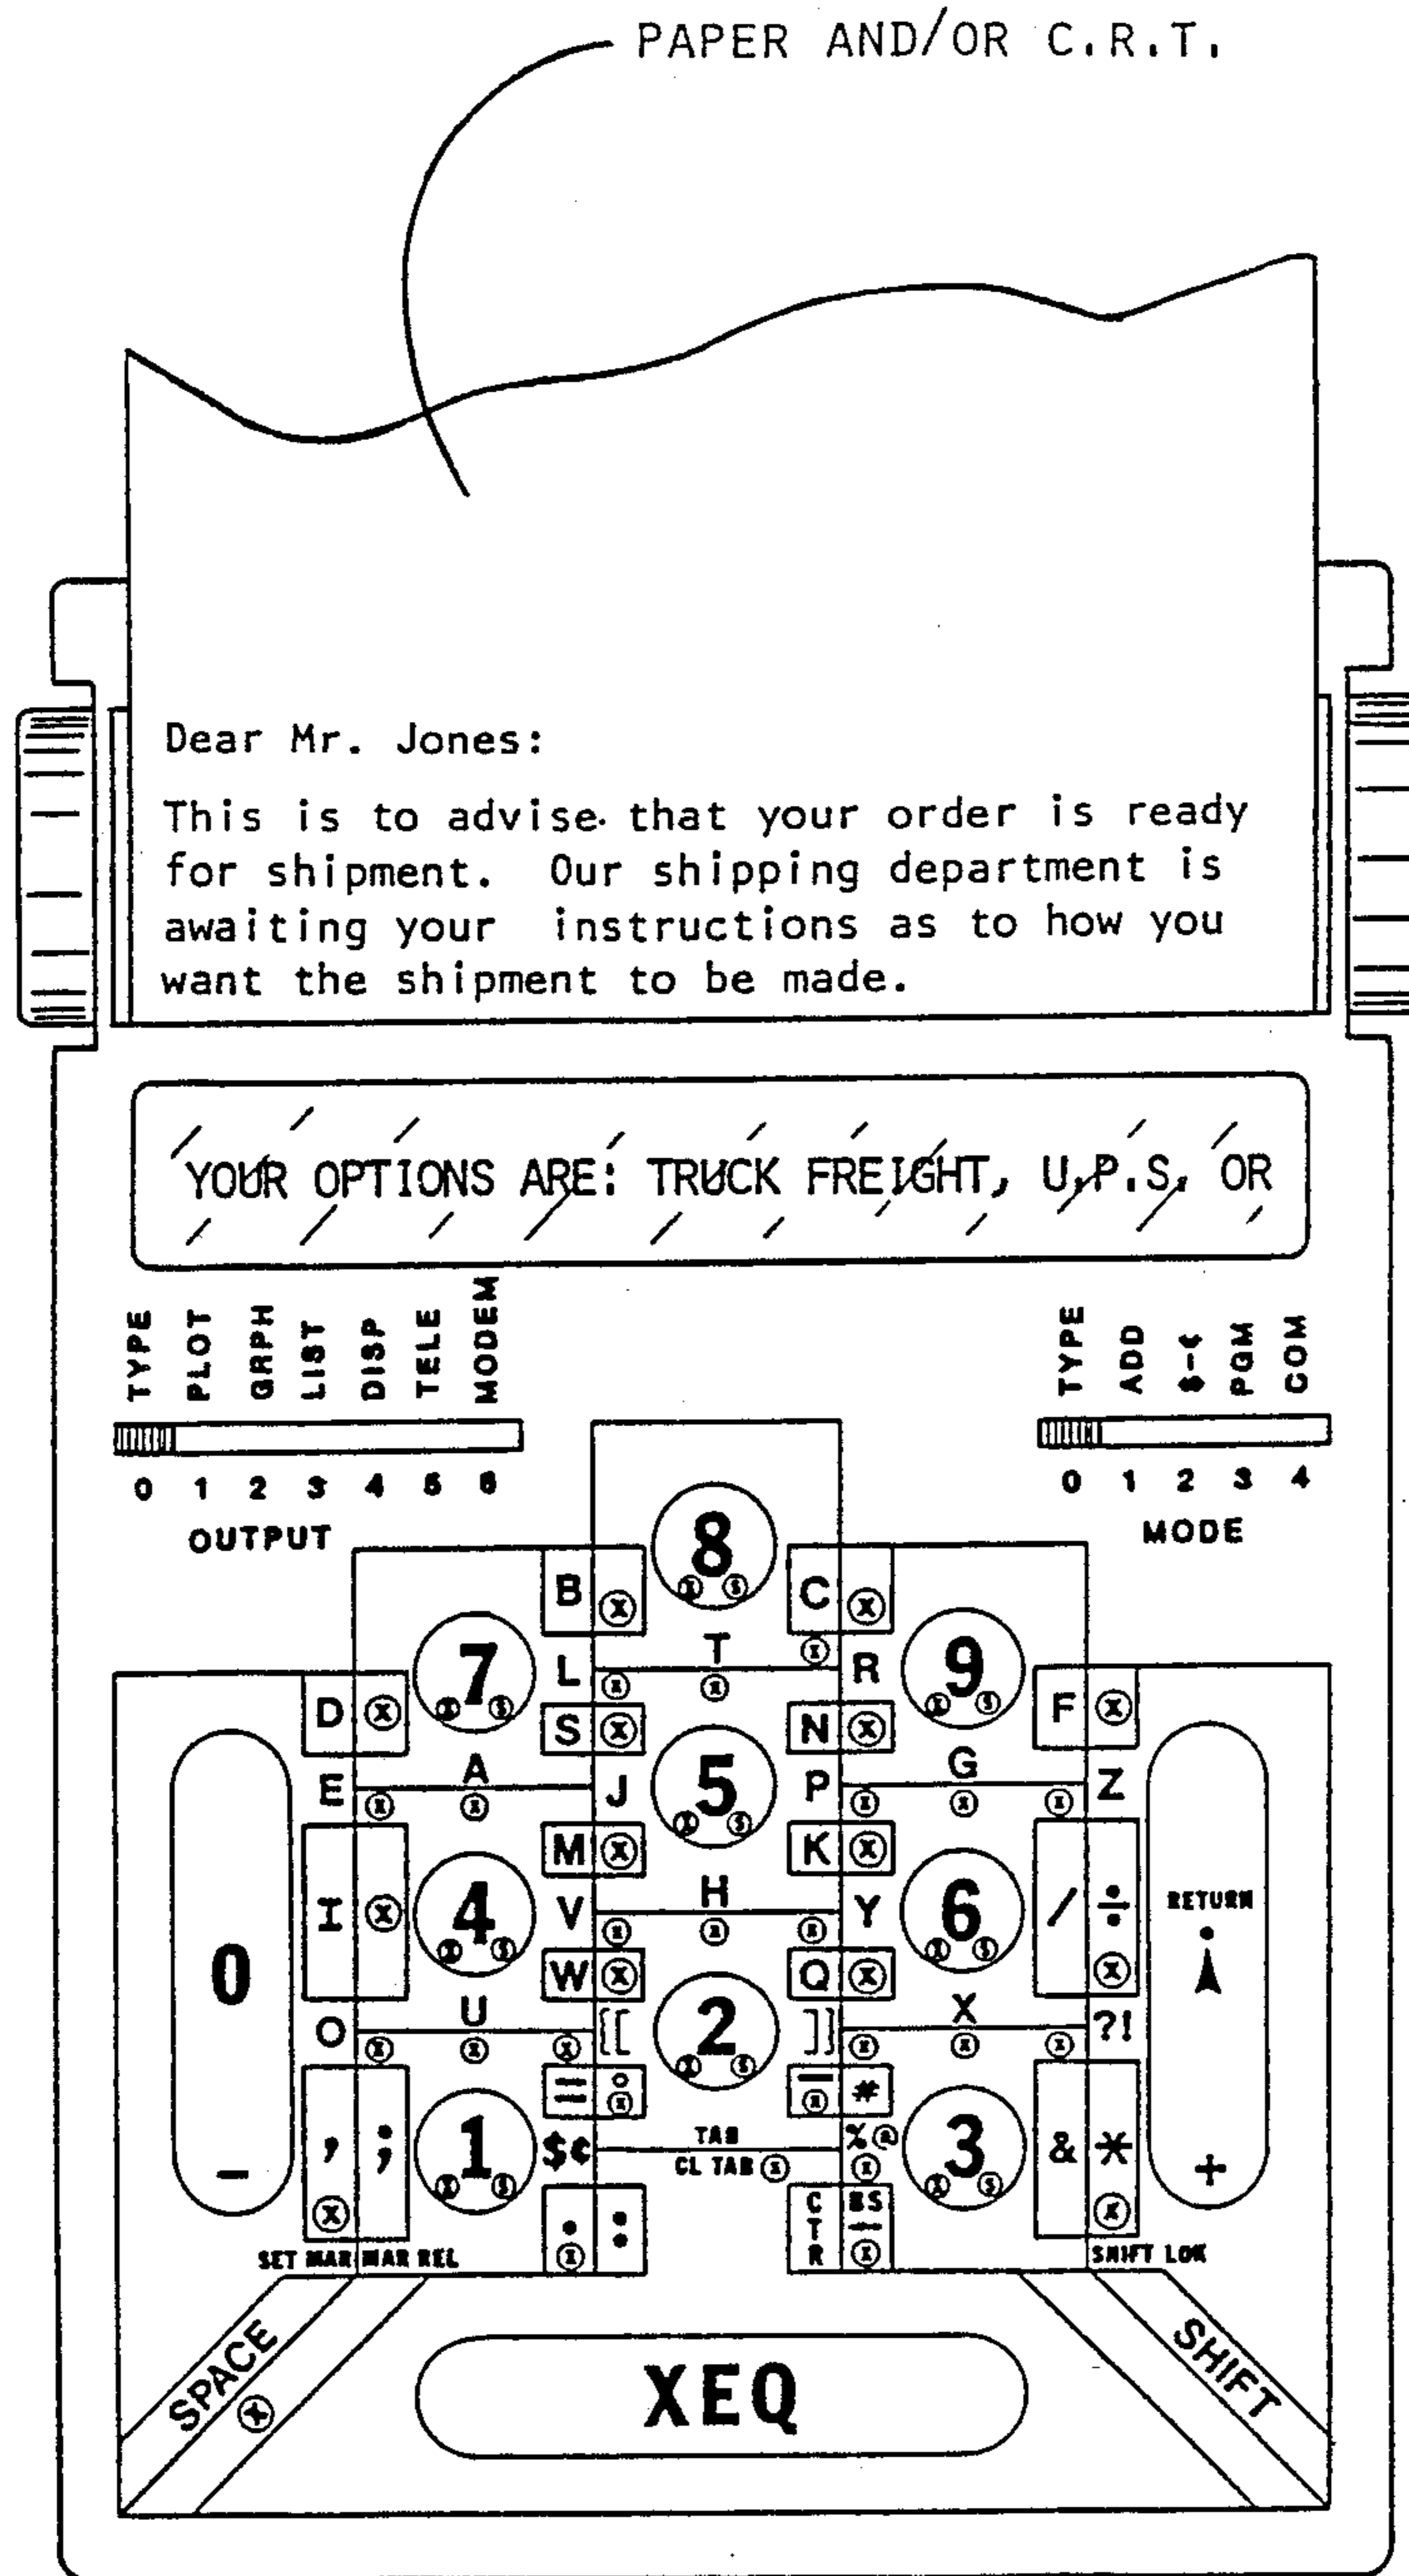 PAPER AND/OR C.R.T.
Dear Mr. Jones:
This is to advise that your order is ready
for shipment.  Our shipping department is
awaiting your  instructions as to how you
want the shipment to be made.
YOUR OPTIONS ARE: TRUCK FREIGHT, U.P.S. OR
TYPE PLOT GRPH LIST DISP TELE MODEM
TYPE ADD $-¢ PGM COM
0 1 2 3 4 5 6
0 1 2 3 4
OUTPUT
MODE
8
B ⓧ C ⓧ
7 L T R 9
D ⓧ S ⓧ N ⓧ F ⓧ
E A J 5 P G Z
M ⓧ K ⓧ
I ⓧ 4 V H Y 6 / ÷ RETURN
0 W ⓧ Q ⓧ
O U [[ 2 ]] X ?!
= ° - #
, ; 1 $¢ TAB %@ 3 & * - +
CL TAB ⓧ
. : CTR BS
SET MAR MAR REL SHIFT LOK
SPACE ⓧ SHIFT
XEQ